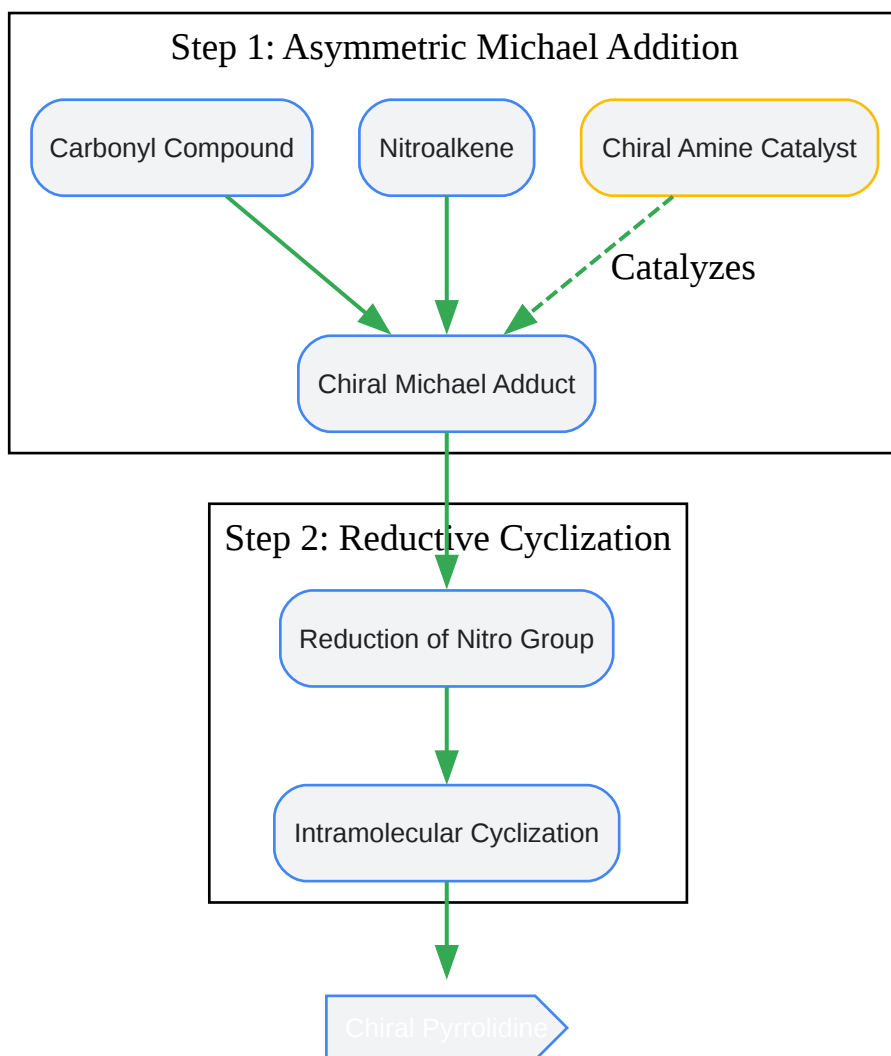 Step 1: Asymmetric Michael Addition
Carbonyl Compound
Nitroalkene
Chiral Amine Catalyst
Catalyzes
Chiral Michael Adduct
Step 2: Reductive Cyclization
Reduction of Nitro Group
Intramolecular Cyclization
Chiral Pyrrolidine